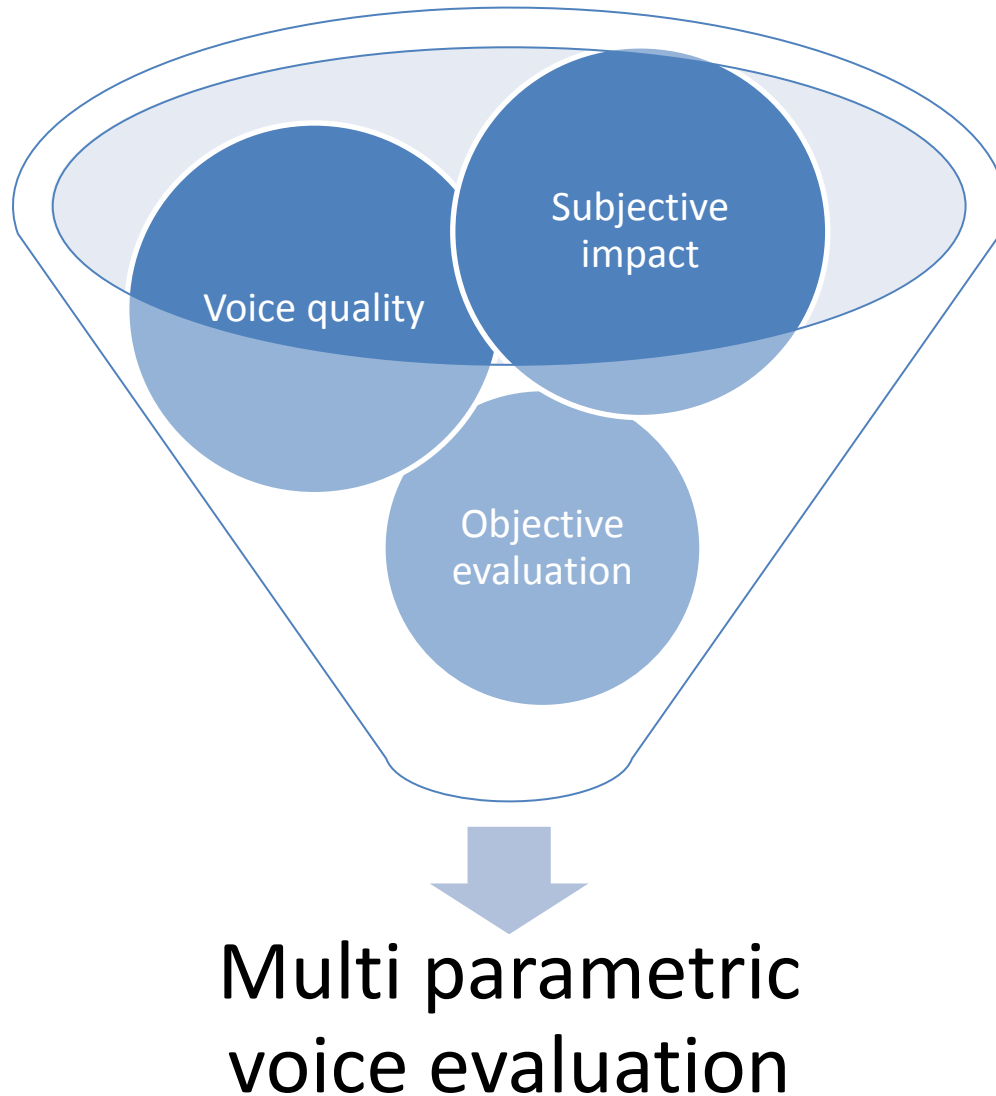 Subjective
impact
Voice quality
Objective
evaluation
Multi parametric
voice evaluation